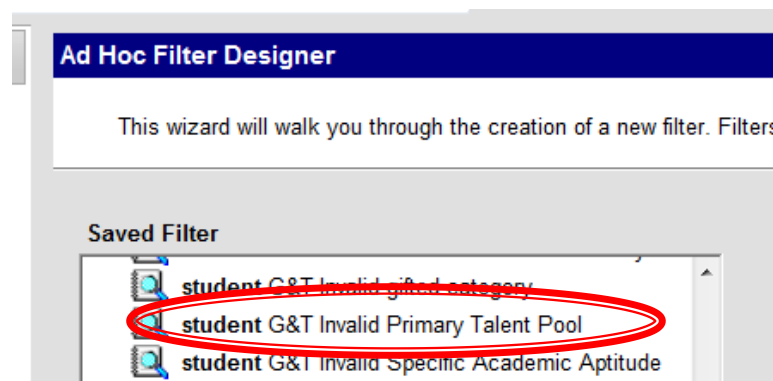 Ad Hoc Filter Designer
This wizard will walk you through the creation of a new filter. Filters
Saved Filter
student G&T Invalid gifted category
student G&T Invalid Primary Talent Pool
student G&T Invalid Specific Academic Aptitude